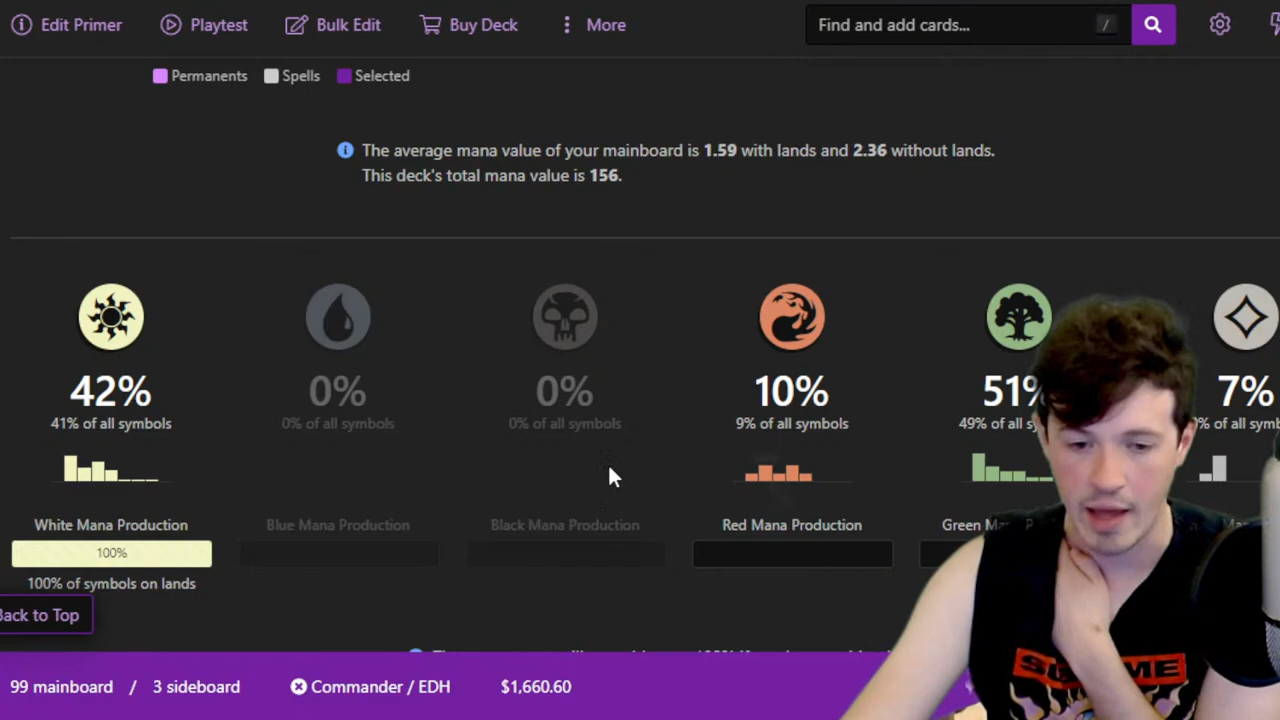 Edit Primer
Playtest
Bulk Edit
Buy Deck
More
Find and add cards...
/
Permanents
Spells
Selected
The average mana value of your mainboard is 1.59 with lands and 2.36 without lands.
This deck's total mana value is 156.
42%
0%
0%
10%
51%
7%
41% of all symbols
0% of all symbols
0% of all symbols
9% of all symbols
49% of all
% of all
White Mana Production
Blue Mana Production
Black Mana Production
Red Mana Production
Green
100%
100% of symbols on lands
Back to Top
99 mainboard / 3 sideboard
Commander / EDH
$1,660.60